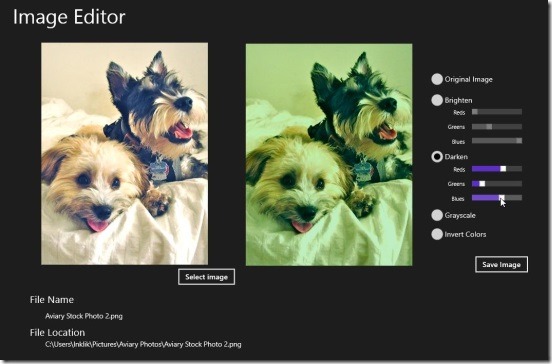 Image Editor
Original Image
Brighten
Reds
Greens
Blues
Darken
Reds
Greens
Blues
Grayscale
Invert Colors
Select image
Save Image
File Name
Aviary Stock Photo 2.png
File Location
C:\Users\Inklik\Pictures\Aviary Photos\Aviary Stock Photo 2.png